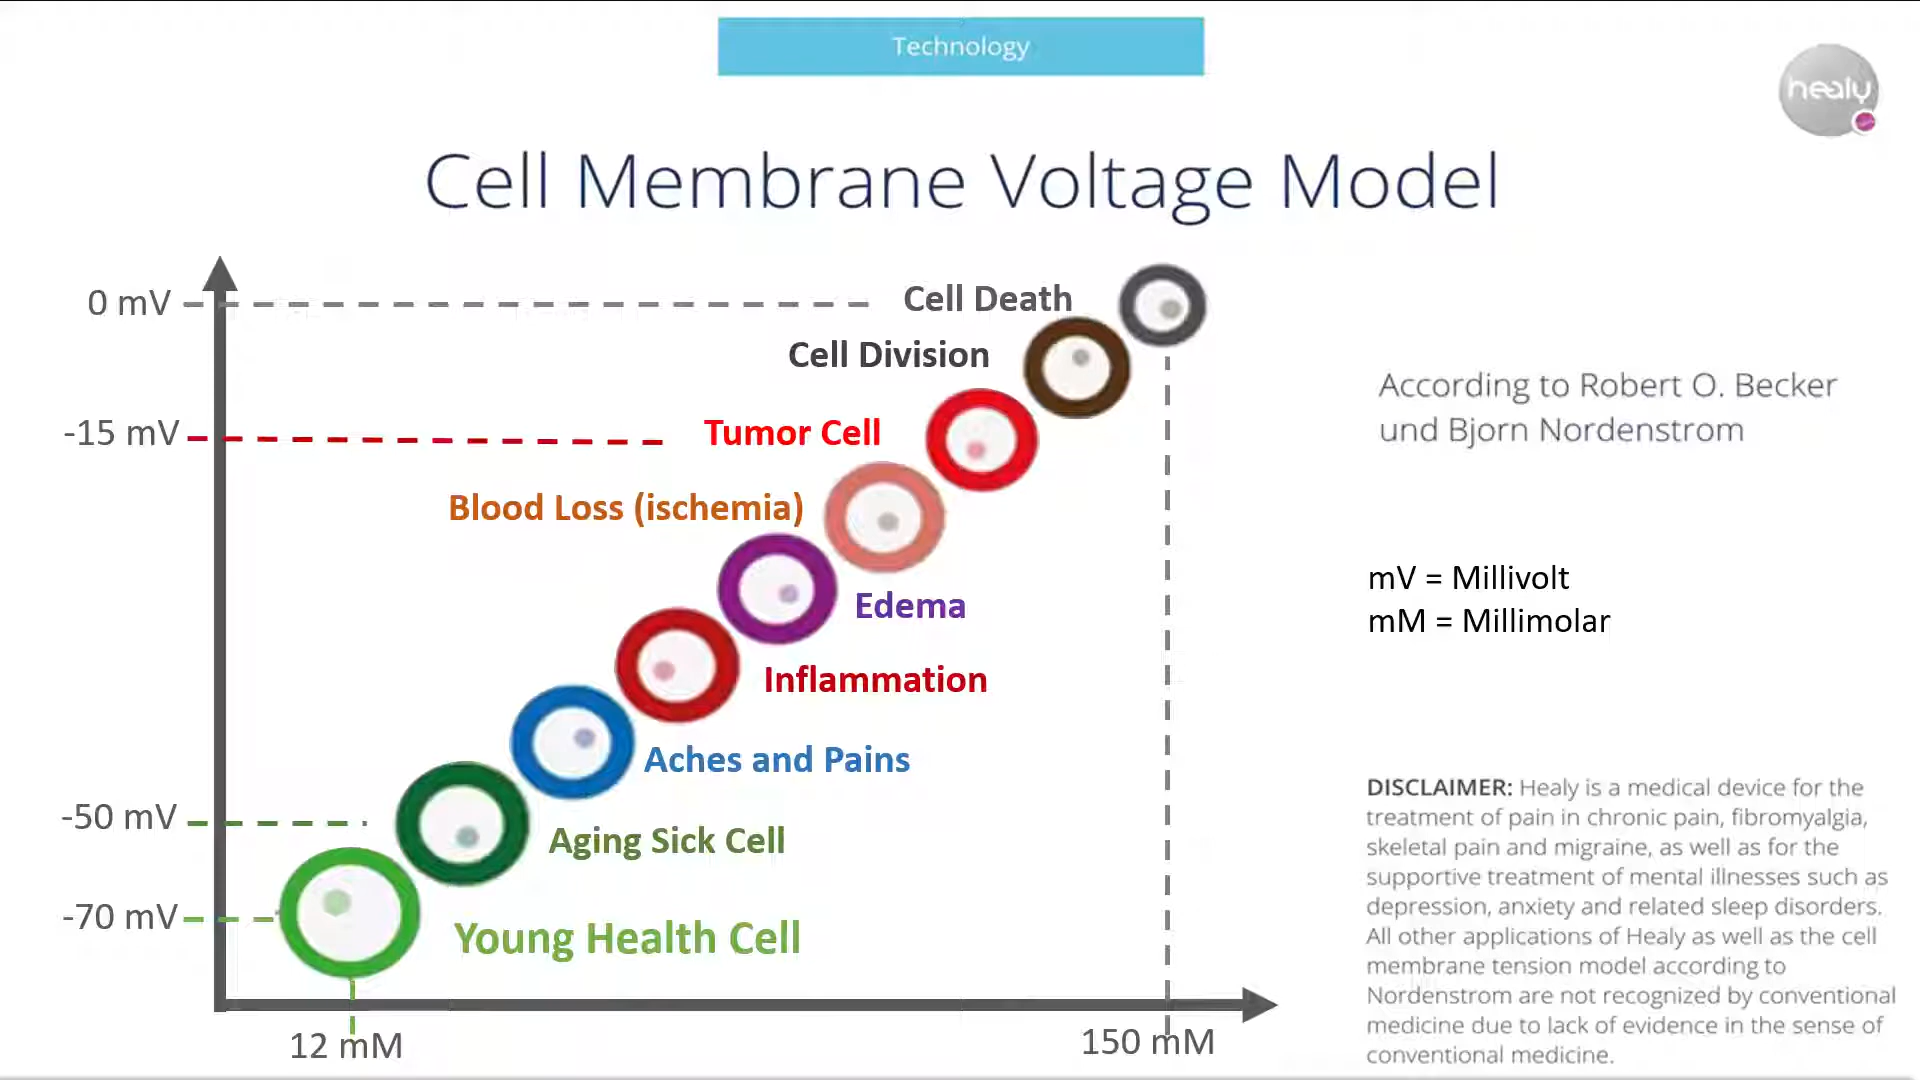 Technology
healy
Cell Membrane Voltage Model
0 mV
Cell Death
Cell Division
-15 mV
Tumor Cell
Blood Loss (ischemia)
Edema
Inflammation
Aches and Pains
-50 mV
Aging Sick Cell
-70 mV
Young Health Cell
12 mM
150 mM
According to Robert O. Becker
und Bjorn Nordenstrom
mV = Millivolt
mM = Millimolar
DISCLAIMER: Healy is a medical device for the
treatment of pain in chronic pain, fibromyalgia,
skeletal pain and migraine, as well as for the
supportive treatment of mental illnesses such as
depression, anxiety and related sleep disorders.
All other applications of Healy as well as the cell
membrane tension model according to
Nordenstrom are not recognized by conventional
medicine due to lack of evidence in the sense of
conventional medicine.